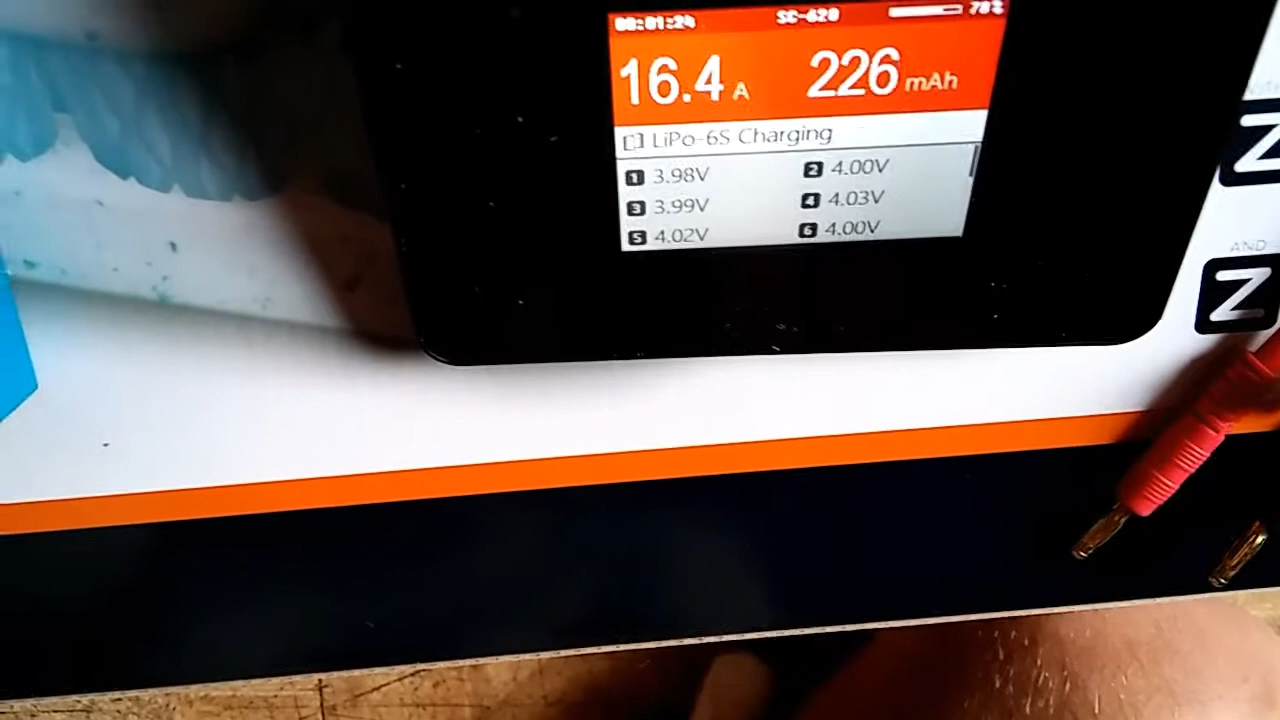 00:01:24 SC-620 78%
16.4 A 226 mAh
LiPo-6S Charging
1 3.98V 2 4.00V
3 3.99V 4 4.03V
5 4.02V 6 4.00V
Z
AND
Z